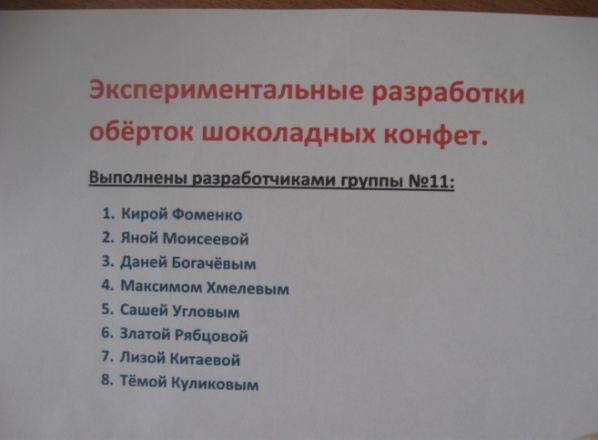 Экспериментальные разработки
обёрток шоколадных конфет.
Выполнены разработчиками группы №11:
1. Кирой Фоменко
2. Яной Моисеевой
3. Даней Богачёвым
4. Максимом Хмелевым
5. Сашей Угловым
6. Златой Рябцовой
7. Лизой Китаевой
8. Тёмой Куликовым